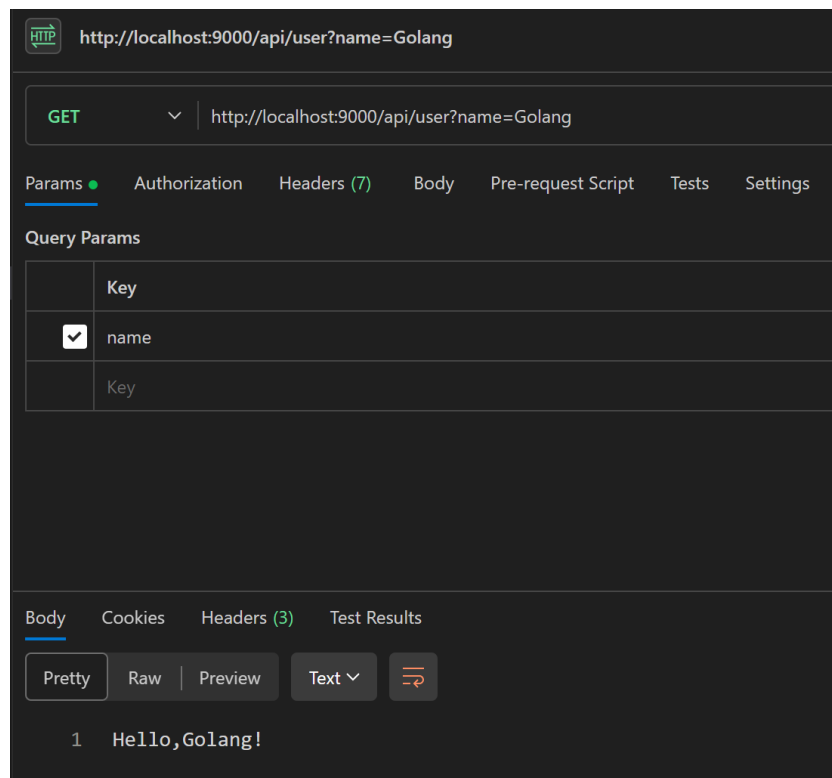 HTTP http://localhost:9000/api/user?name=Golang
GET http://localhost:9000/api/user?name=Golang
Params Authorization Headers (7) Body Pre-request Script Tests Settings
Query Params
Key
name
Key
Body Cookies Headers (3) Test Results
Pretty Raw Preview Text
1 Hello,Golang!